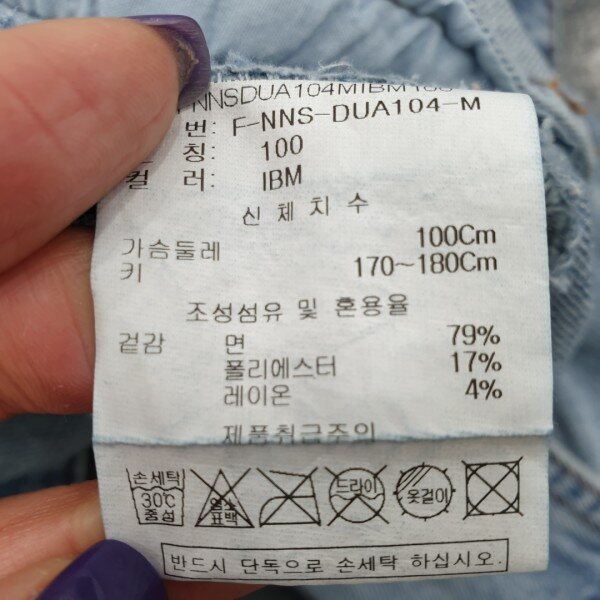 NNSDUA104MIBM100
번: F-NNS-DUA104-M
칭: 100
컬 러: IBM
신 체 치 수
가슴둘레 100Cm
키 170~180Cm
조성섬유 및 혼용율
겉감 면 79%
폴리에스터 17%
레이온 4%
제품취급주의
손세탁 30℃ 중성 염소 표백 드라이 옷걸이
반드시 단독으로 손세탁 하십시오.